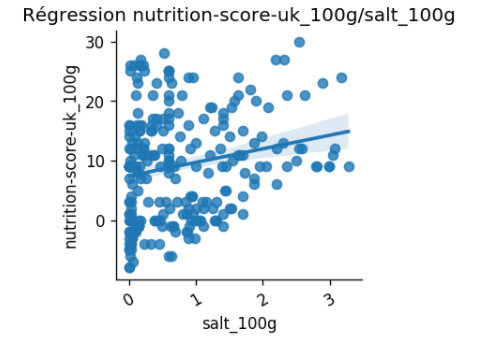 Régression nutrition-score-uk_100g/salt_100g
30
20
10
0
nutrition-score-uk_100g
0
1
2
3
salt_100g